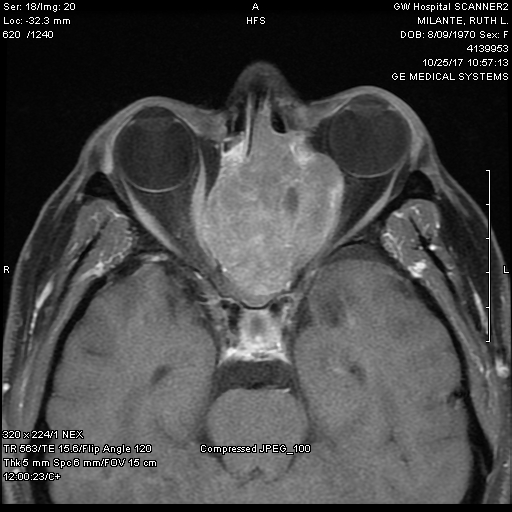 Ser: 18/Img: 20
Loc: -32.3 mm
620 /1240
A
HFS
GW Hospital SCANNER2
MILANTE, RUTH L.
DOB: 8/09/1970 Sex: F
4139953
10/25/17 10:57:13
GE MEDICAL SYSTEMS
R
L
320 x 224/1 NEX
TR 563/TE 15.6/Flip Angle 120
Thk 5 mm Spc 6 mm/FOV 15 cm
12:00:23/C+
Compressed JPEG_100